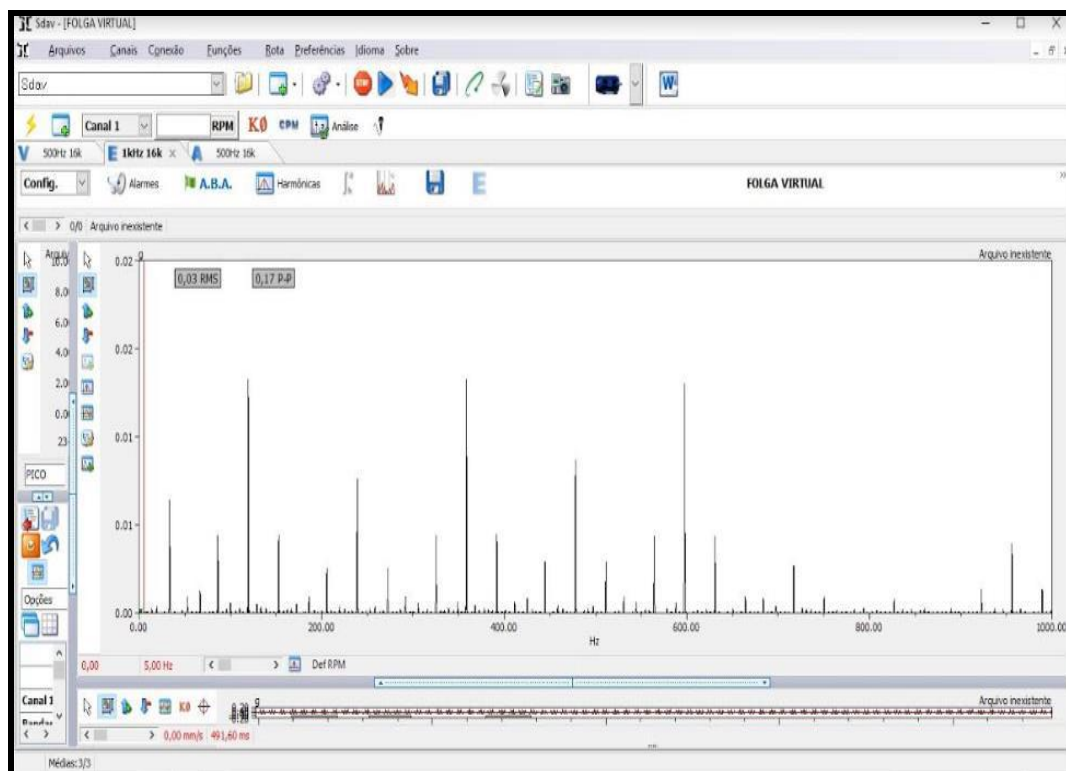 Sdav - [FOLGA VIRTUAL]
Arquivos Canais Conexão Funções Rota Preferências Idioma Sobre
Sdav
STOP W
Canal 1 RPM KØ CPM Análise
V 500Hz 16k E 1kHz 16k × A 500Hz 16k
Config. Alarmes A.B.A. Harmônicas E FOLGA VIRTUAL
0/0 Arquivo inexistente
Arquivo inexistente
g
0,03 RMS 0,17 P-P
0.02
0.02
0.01
0.01
0.00
8.0
6.0
4.0
2.0
0.0
23
PICO
Opções
0.00 200.00 400.00 600.00 800.00 1000.00
Hz
0,00 5,00 Hz Def RPM
Canal 1
KØ g Arquivo inexistente
0,00 mm/s 491,60 ms
Médias:3/3